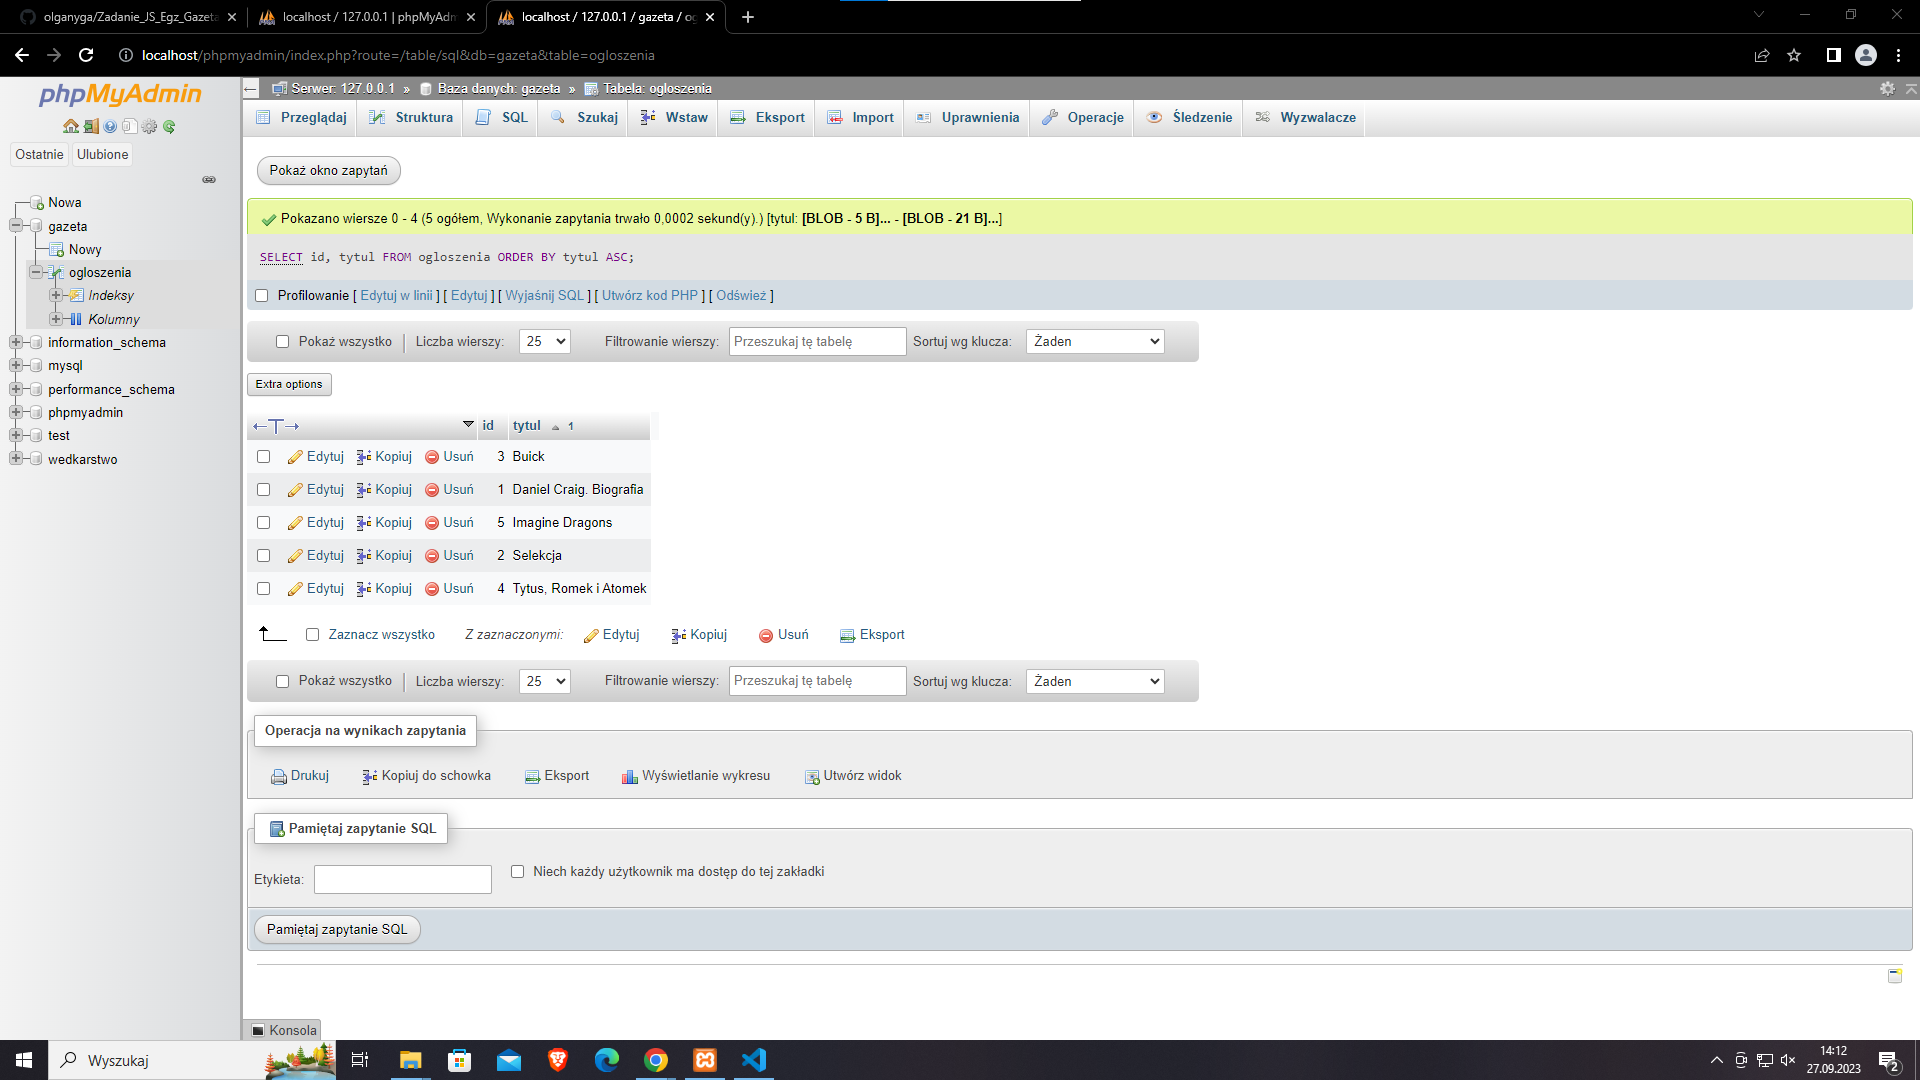 olganyga/Zadanie_JS_Egz_Gazeta
localhost / 127.0.0.1 | phpMyAdm
localhost / 127.0.0.1 / gazeta / og
localhost/phpmyadmin/index.php?route=/table/sql&db=gazeta&table=ogloszenia
phpMyAdmin
Ostatnie Ulubione
Nowa
gazeta
Nowy
ogloszenia
Indeksy
Kolumny
information_schema
mysql
performance_schema
phpmyadmin
test
wedkarstwo
Serwer: 127.0.0.1 » Baza danych: gazeta » Tabela: ogloszenia
Przeglądaj Struktura SQL Szukaj Wstaw Eksport Import Uprawnienia Operacje Śledzenie Wyzwalacze
Pokaż okno zapytań
Pokazano wiersze 0 - 4 (5 ogółem, Wykonanie zapytania trwało 0,0002 sekund(y).) [tytul: [BLOB - 5 B]... - [BLOB - 21 B]...]
SELECT id, tytul FROM ogloszenia ORDER BY tytul ASC;
Profilowanie [ Edytuj w linii ] [ Edytuj ] [ Wyjaśnij SQL ] [ Utwórz kod PHP ] [ Odśwież ]
Pokaż wszystko Liczba wierszy: 25 Filtrowanie wierszy: Przeszukaj tę tabelę Sortuj wg klucza: Żaden
Extra options
←T→ id tytul 1
Edytuj Kopiuj Usuń 3 Buick
Edytuj Kopiuj Usuń 1 Daniel Craig. Biografia
Edytuj Kopiuj Usuń 5 Imagine Dragons
Edytuj Kopiuj Usuń 2 Selekcja
Edytuj Kopiuj Usuń 4 Tytus, Romek i Atomek
Zaznacz wszystko Z zaznaczonymi: Edytuj Kopiuj Usuń Eksport
Pokaż wszystko Liczba wierszy: 25 Filtrowanie wierszy: Przeszukaj tę tabelę Sortuj wg klucza: Żaden
Operacja na wynikach zapytania
Drukuj Kopiuj do schowka Eksport Wyświetlanie wykresu Utwórz widok
Pamiętaj zapytanie SQL
Etykieta: Niech każdy użytkownik ma dostęp do tej zakładki
Pamiętaj zapytanie SQL
Konsola
Wyszukaj
14:12
27.09.2023
2